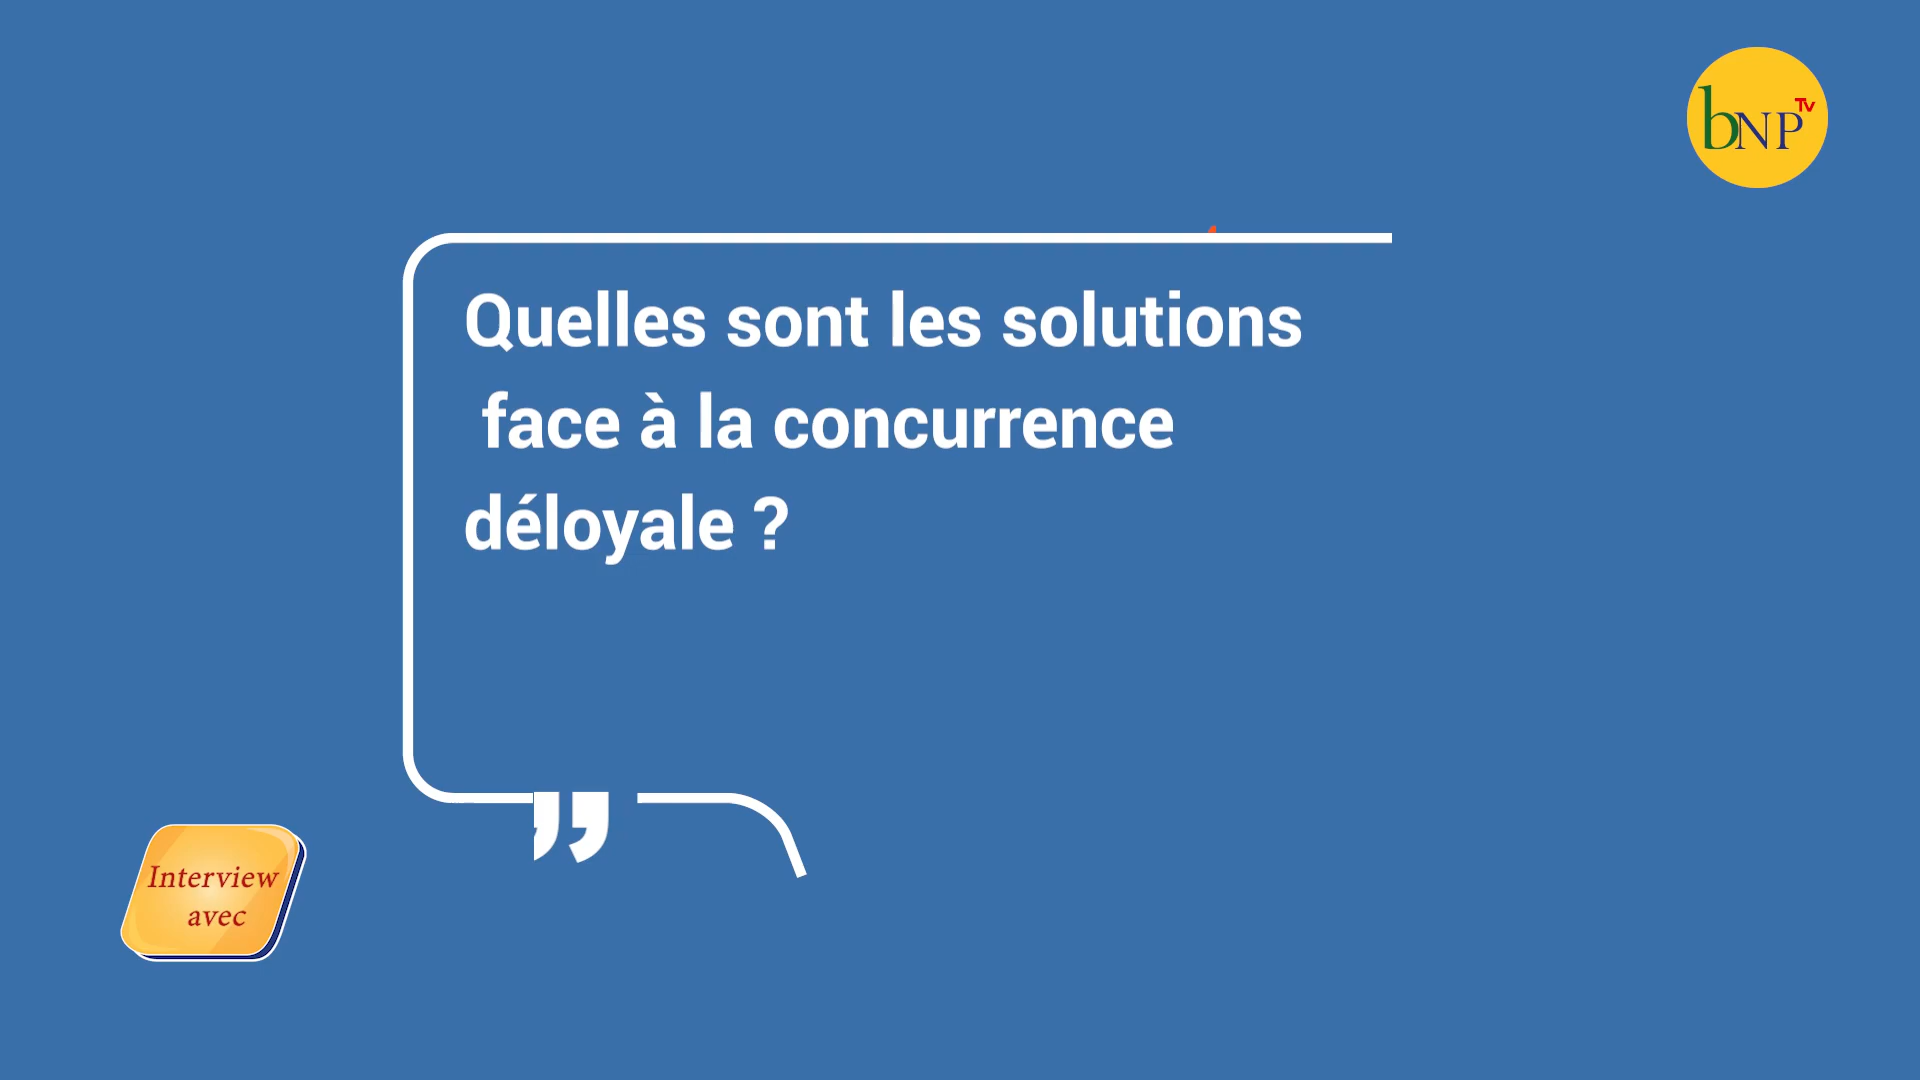 bNP Tv
Quelles sont les solutions
face à la concurrence
déloyale ?
Interview
avec